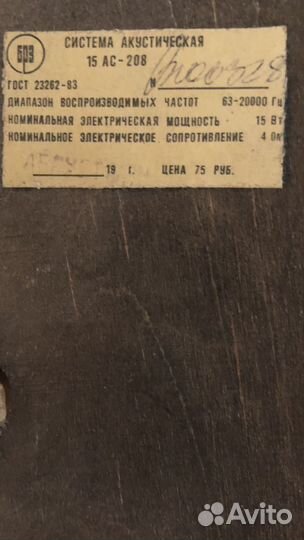 БРЗ
СИСТЕМА АКУСТИЧЕСКАЯ
15 АС-208
ГОСТ 23262-83
ДИАПАЗОН ВОСПРОИЗВОДИМЫХ ЧАСТОТ 63-20000 Гц
НОМИНАЛЬНАЯ ЭЛЕКТРИЧЕСКАЯ МОЩНОСТЬ 15 Вт
НОМИНАЛЬНОЕ ЭЛЕКТРИЧЕСКОЕ СОПРОТИВЛЕНИЕ 4 Ом
19 г. ЦЕНА 75 РУБ.
Avito